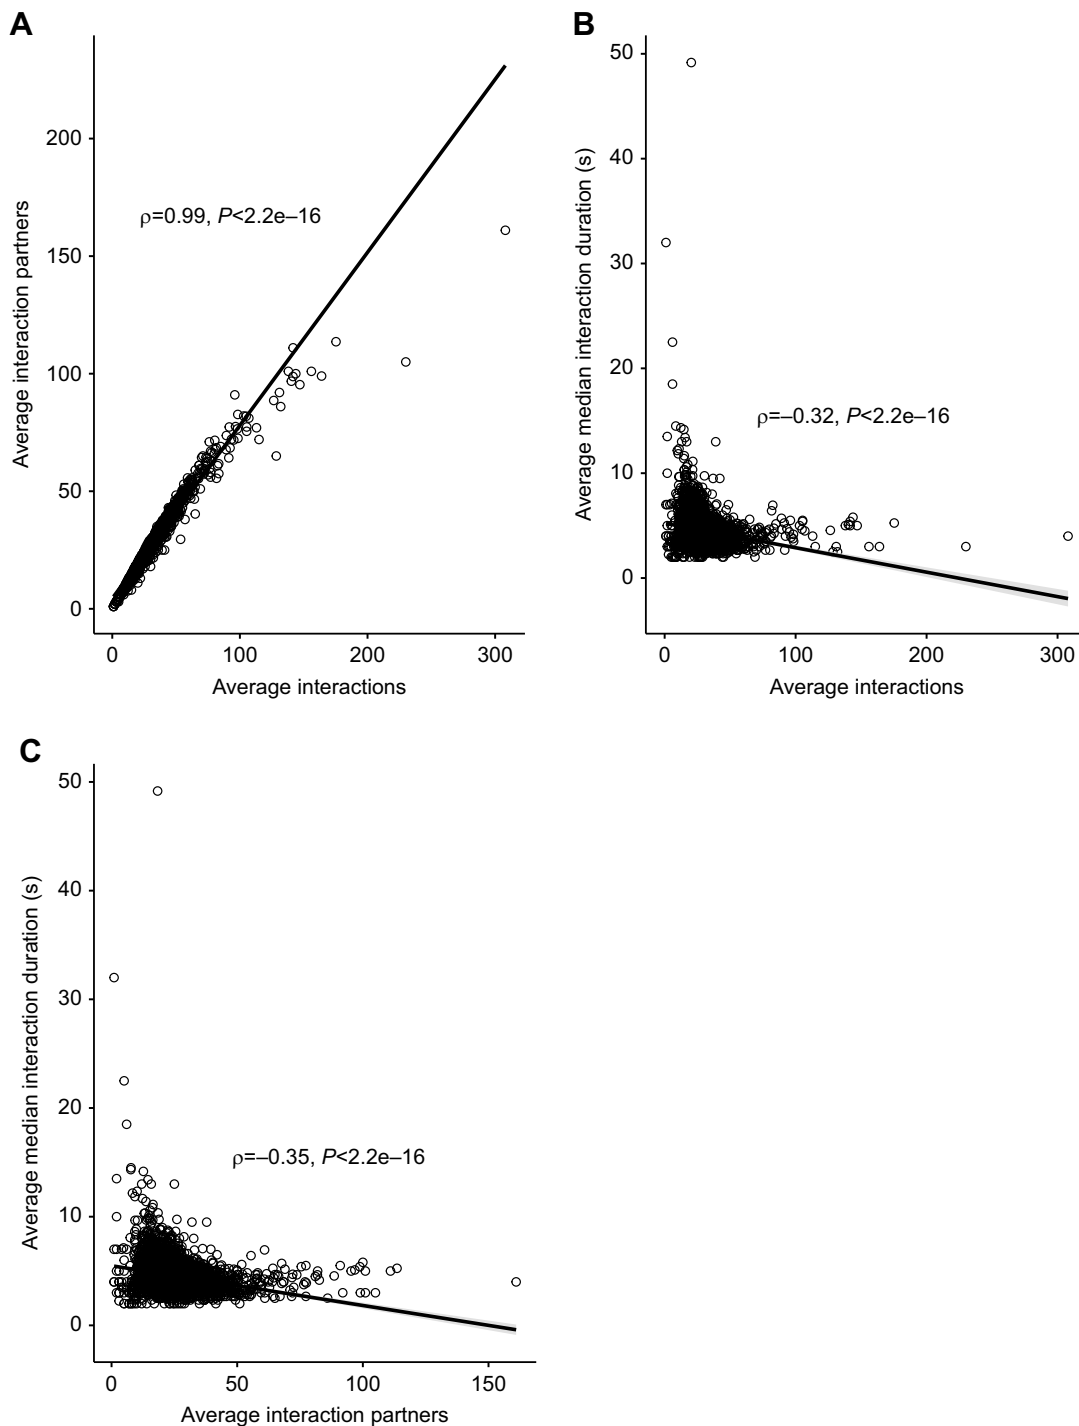 A
200
150
100
50
0
Average interaction partners
ρ=0.99, P<2.2e–16
0 100 200 300
Average interactions
B
50
40
30
20
10
0
Average median interaction duration (s)
ρ=–0.32, P<2.2e–16
0 100 200 300
Average interactions
C
50
40
30
20
10
0
Average median interaction duration (s)
ρ=–0.35, P<2.2e–16
0 50 100 150
Average interaction partners